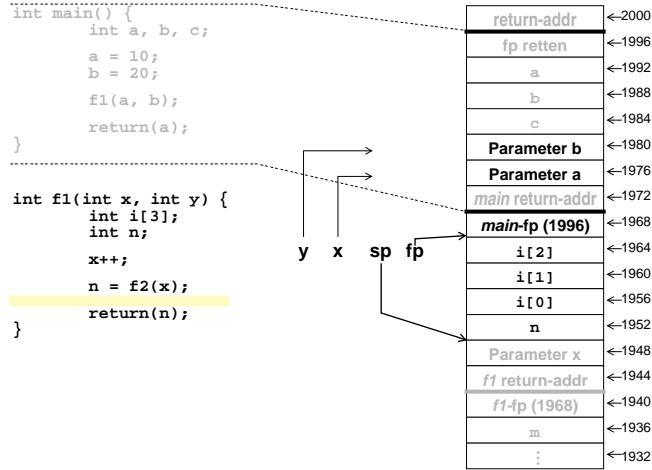 int main() {
int a, b, c;
a = 10;
b = 20;
f1(a, b);
return(a);
}
int f1(int x, int y) {
int i[3];
int n;
x++;
n = f2(x);
return(n);
}
y x sp fp
return-addr 2000
fp retten 1996
a 1992
b 1988
c 1984
Parameter b 1980
Parameter a 1976
main return-addr 1972
main-fp (1996) 1968
i[2] 1964
i[1] 1960
i[0] 1956
n 1952
Parameter x 1948
f1 return-addr 1944
f1-fp (1968) 1940
m 1936
⋮ 1932